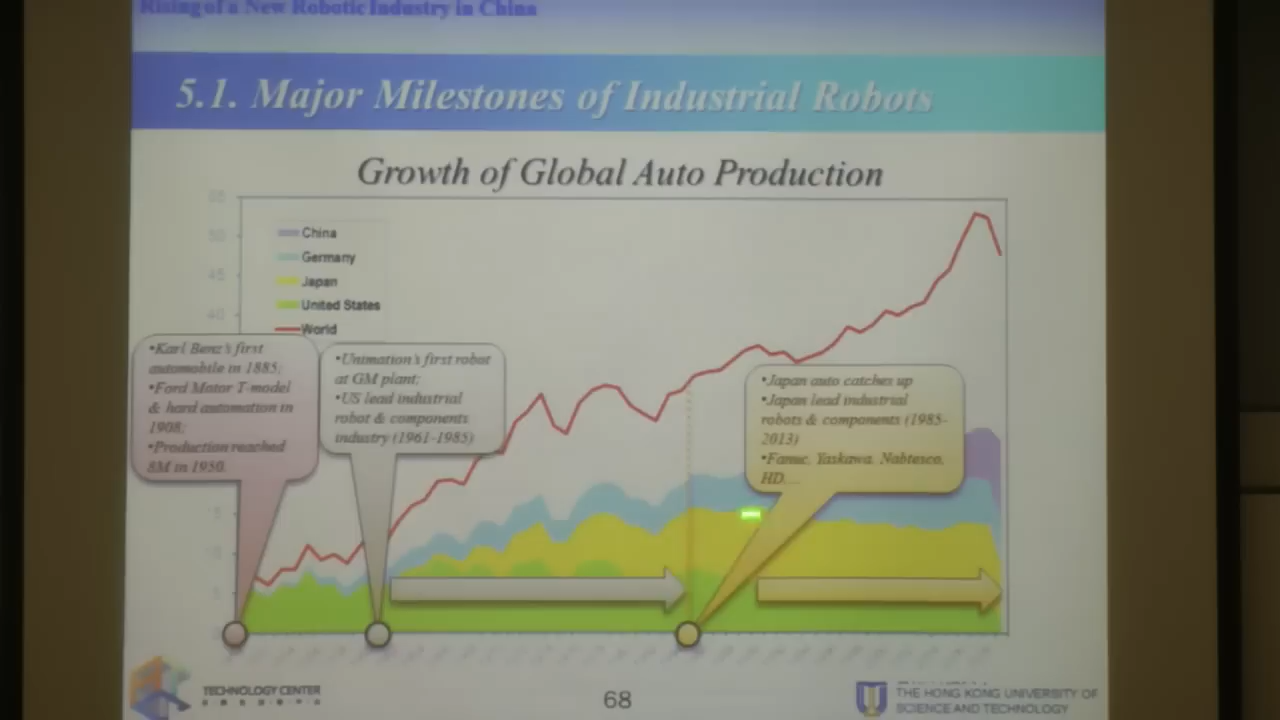 Rising of a New Robotic Industry in China
5.1. Major Milestones of Industrial Robots
Growth of Global Auto Production
China
Germany
Japan
United States
World
•Karl Benz's first
automobile in 1885;
•Ford Motor T-model
& hard automation in
1908;
•Production reached
8M in 1950.
•Unimation's first robot
at GM plant;
•US lead industrial
robot & components
industry (1961-1985)
•Japan auto catches up
•Japan lead industrial
robots & components (1985-
2013)
•Fanuc, Yaskawa, Nabtesco,
HD....
TECHNOLOGY CENTER
68
THE HONG KONG UNIVERSITY OF
SCIENCE AND TECHNOLOGY